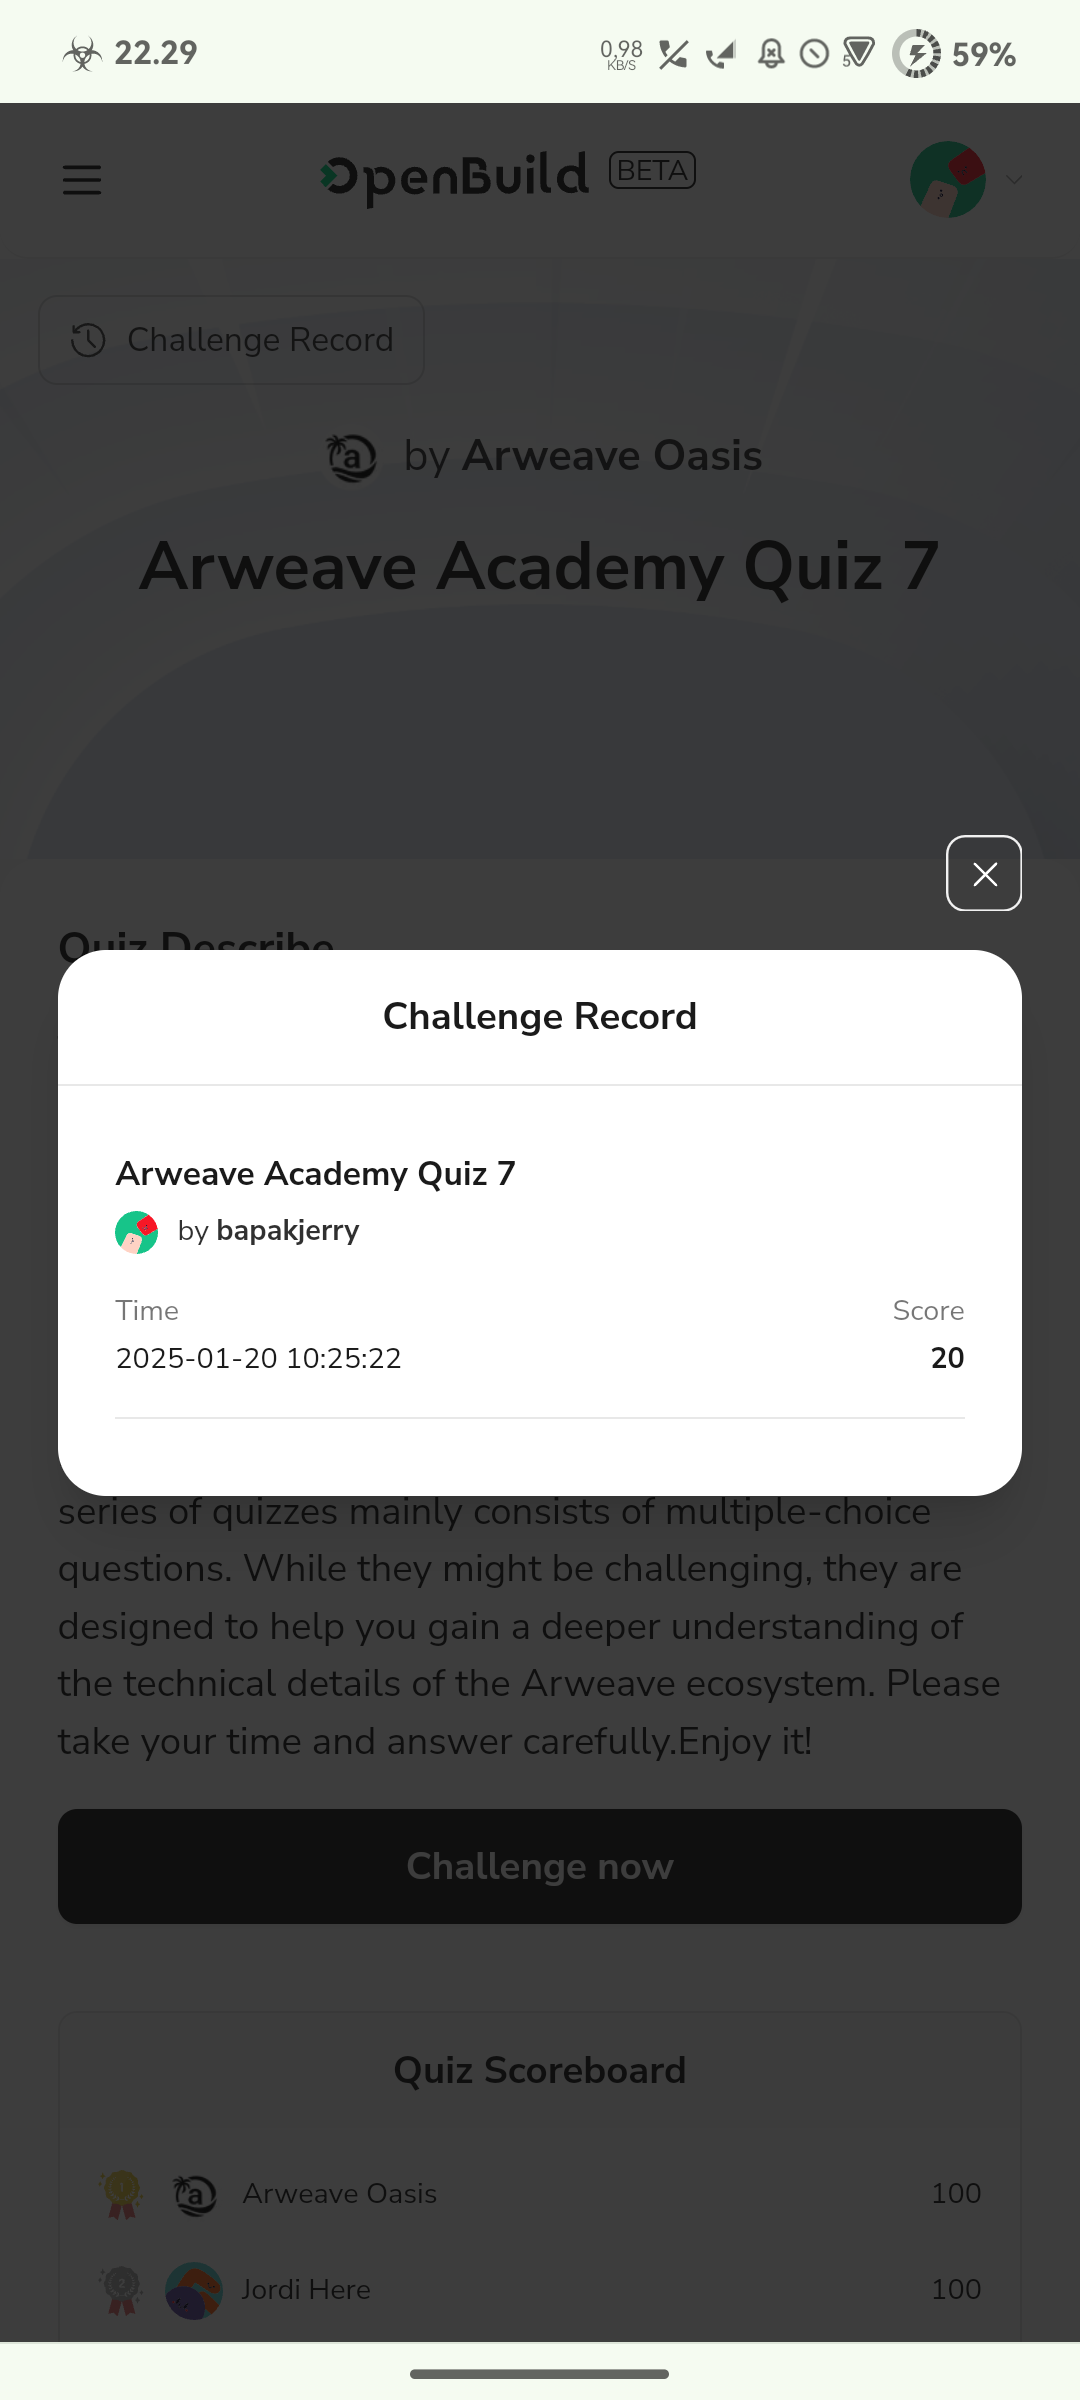 22.29
0,98
KB/S
5
59%
OpenBuild BETA
Challenge Record
by Arweave Oasis
Arweave Academy Quiz 7
Quiz Describe
Challenge Record
Arweave Academy Quiz 7
by bapakjerry
Time Score
2025-01-20 10:25:22 20
series of quizzes mainly consists of multiple-choice
questions. While they might be challenging, they are
designed to help you gain a deeper understanding of
the technical details of the Arweave ecosystem. Please
take your time and answer carefully.Enjoy it!
Challenge now
Quiz Scoreboard
1 a Arweave Oasis 100
2 Jordi Here 100